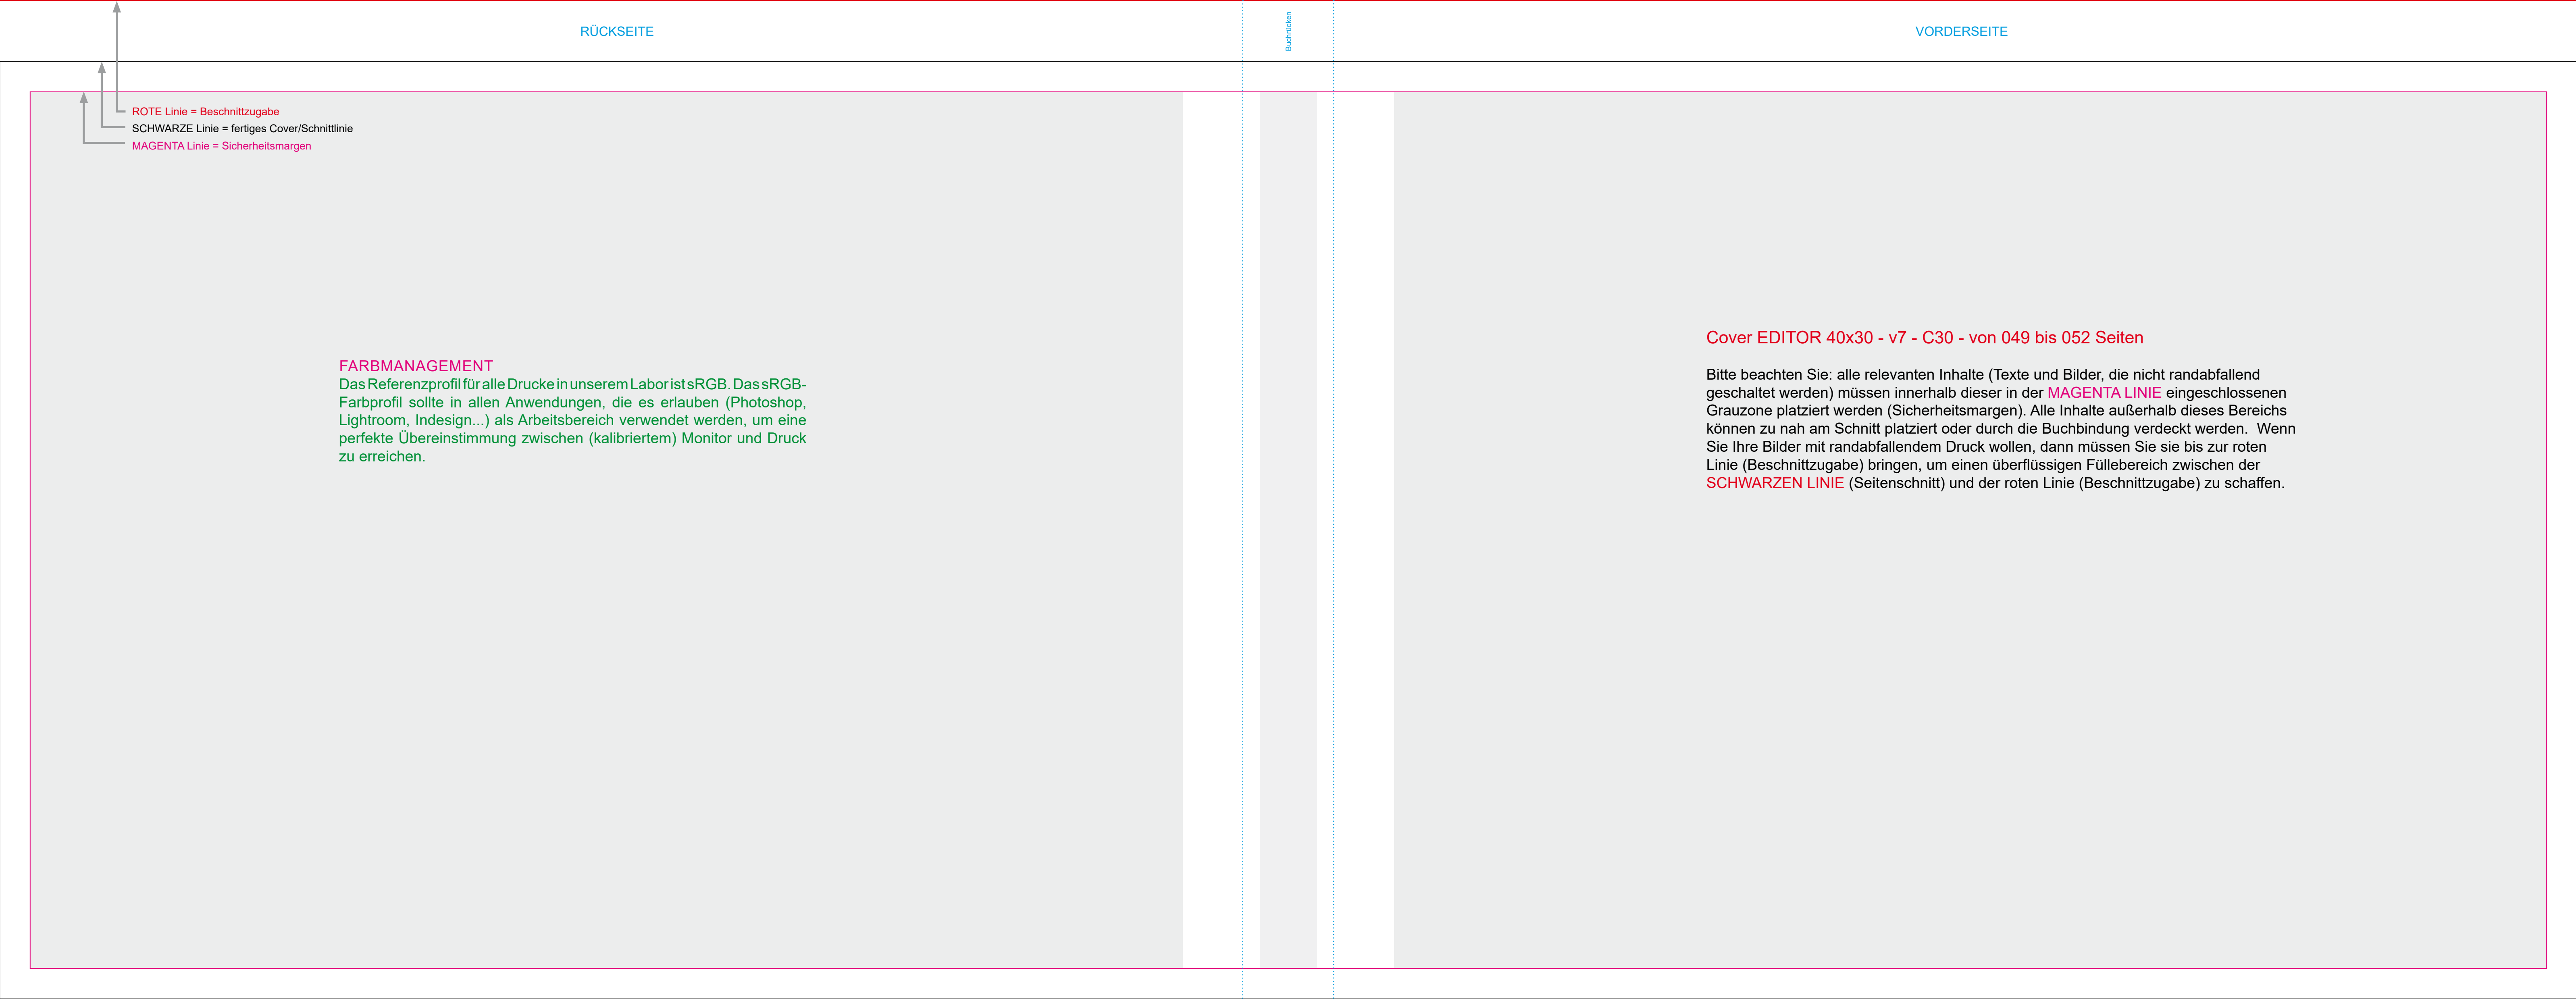 RÜCKSEITE
Buchrücken
VORDERSEITE
ROTE Linie = Beschnittzugabe
SCHWARZE Linie = fertiges Cover/Schnittlinie
MAGENTA Linie = Sicherheitsmargen
FARBMANAGEMENT
Das Referenzprofil für alle Drucke in unserem Labor ist sRGB. Das sRGB-
Farbprofil sollte in allen Anwendungen, die es erlauben (Photoshop,
Lightroom, Indesign...) als Arbeitsbereich verwendet werden, um eine
perfekte Übereinstimmung zwischen (kalibriertem) Monitor und Druck
zu erreichen.
Cover EDITOR 40x30 - v7 - C30 - von 049 bis 052 Seiten
Bitte beachten Sie: alle relevanten Inhalte (Texte und Bilder, die nicht randabfallend
geschaltet werden) müssen innerhalb dieser in der MAGENTA LINIE eingeschlossenen
Grauzone platziert werden (Sicherheitsmargen). Alle Inhalte außerhalb dieses Bereichs
können zu nah am Schnitt platziert oder durch die Buchbindung verdeckt werden.  Wenn
Sie Ihre Bilder mit randabfallendem Druck wollen, dann müssen Sie sie bis zur roten
Linie (Beschnittzugabe) bringen, um einen überflüssigen Füllebereich zwischen der
SCHWARZEN LINIE (Seitenschnitt) und der roten Linie (Beschnittzugabe) zu schaffen.